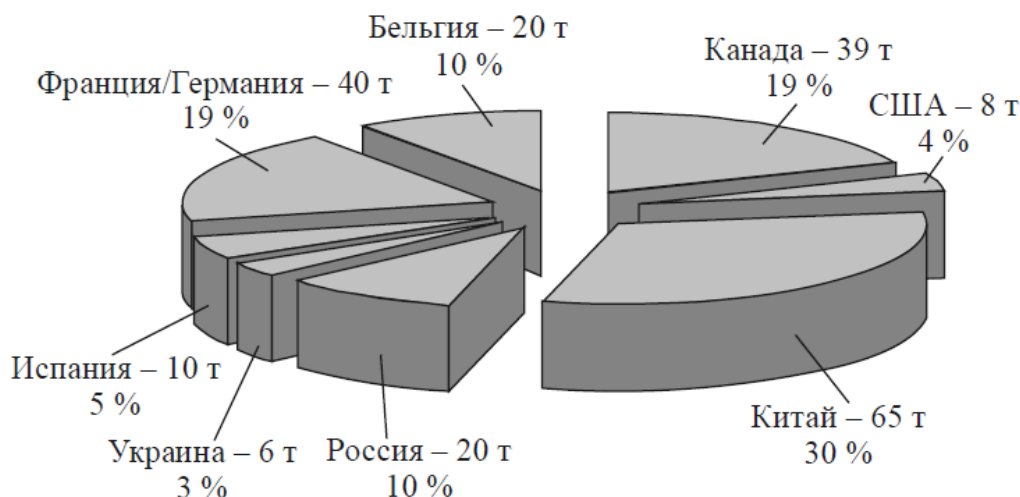 Бельгия – 20 т
10 %
Канада – 39 т
19 %
США – 8 т
4 %
Франция/Германия – 40 т
19 %
Испания – 10 т
5 %
Украина – 6 т
3 %
Россия – 20 т
10 %
Китай – 65 т
30 %